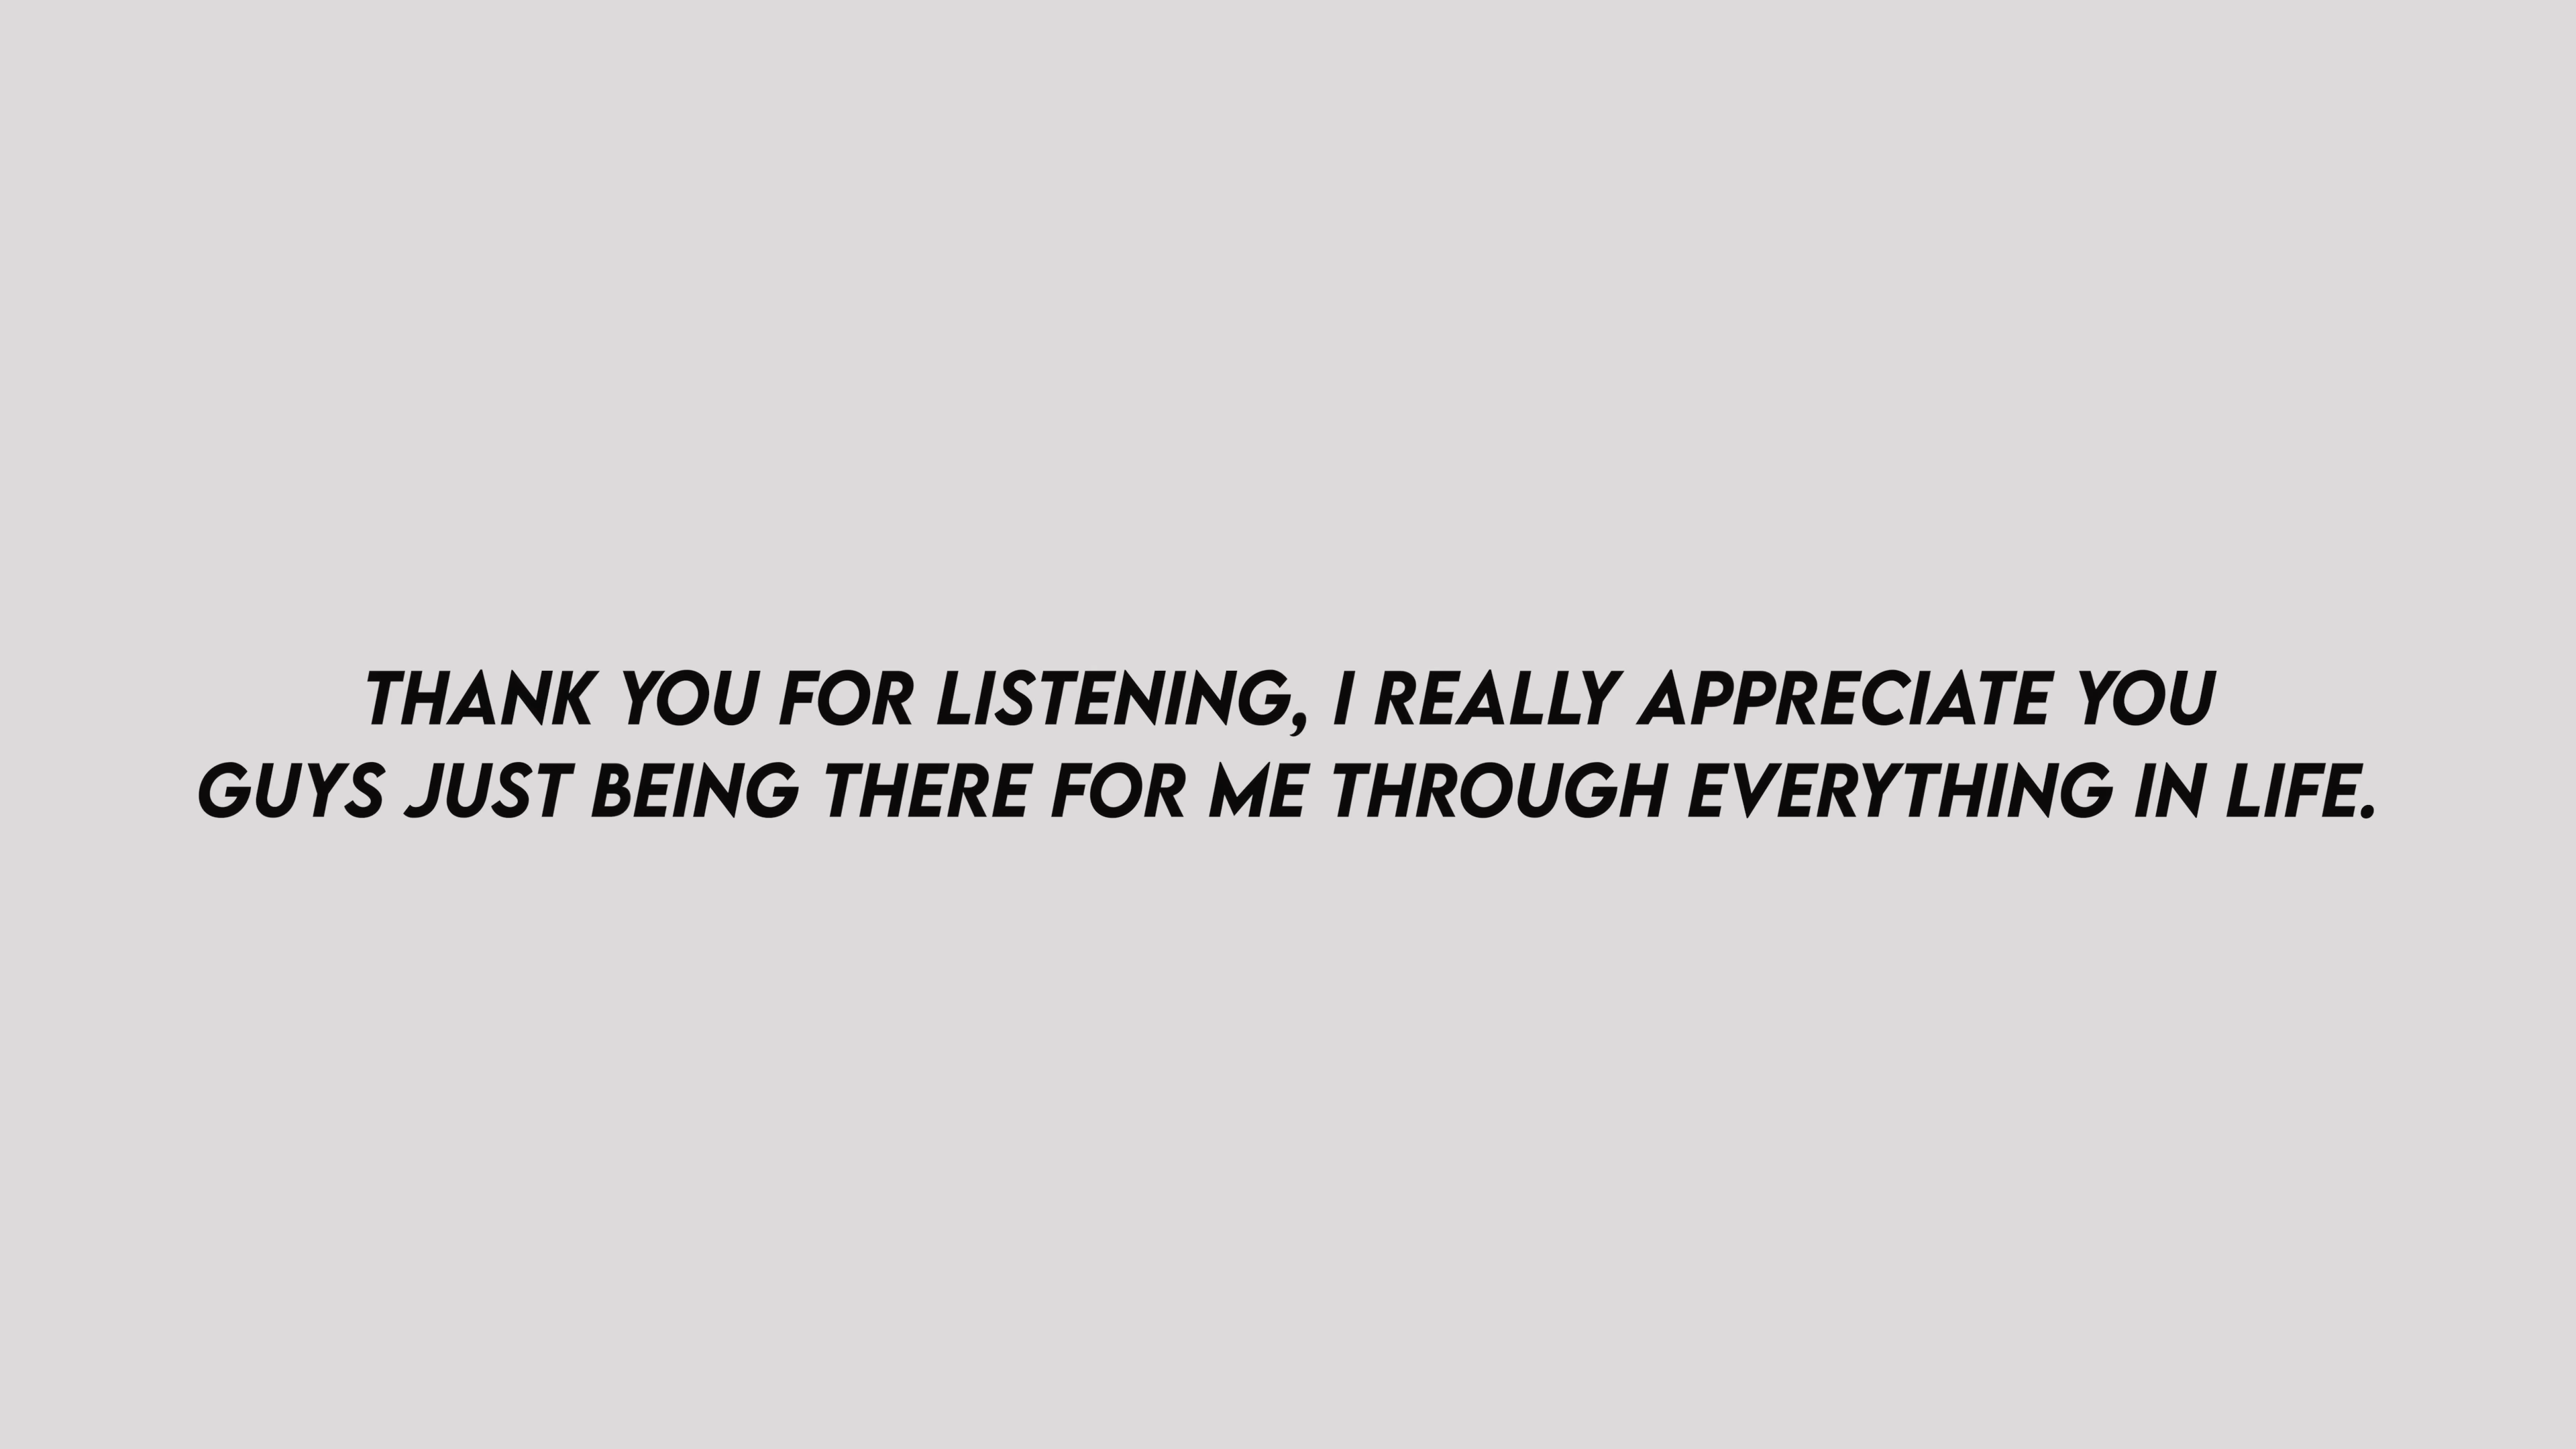 THANK YOU FOR LISTENING, I REALLY APPRECIATE YOU
GUYS JUST BEING THERE FOR ME THROUGH EVERYTHING IN LIFE.